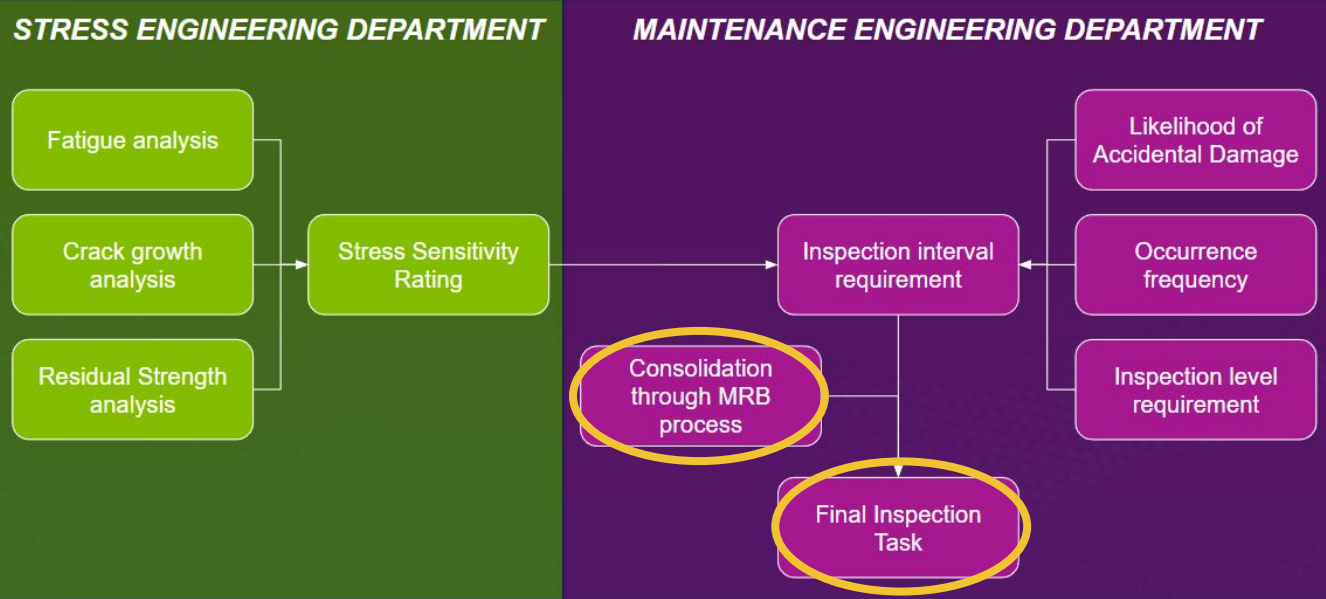 STRESS ENGINEERING DEPARTMENT
MAINTENANCE ENGINEERING DEPARTMENT
Fatigue analysis
Crack growth
analysis
Residual Strength
analysis
Stress Sensitivity
Rating
Inspection interval
requirement
Consolidation
through MRB
process
Final Inspection
Task
Likelihood of
Accidental Damage
Occurrence
frequency
Inspection level
requirement